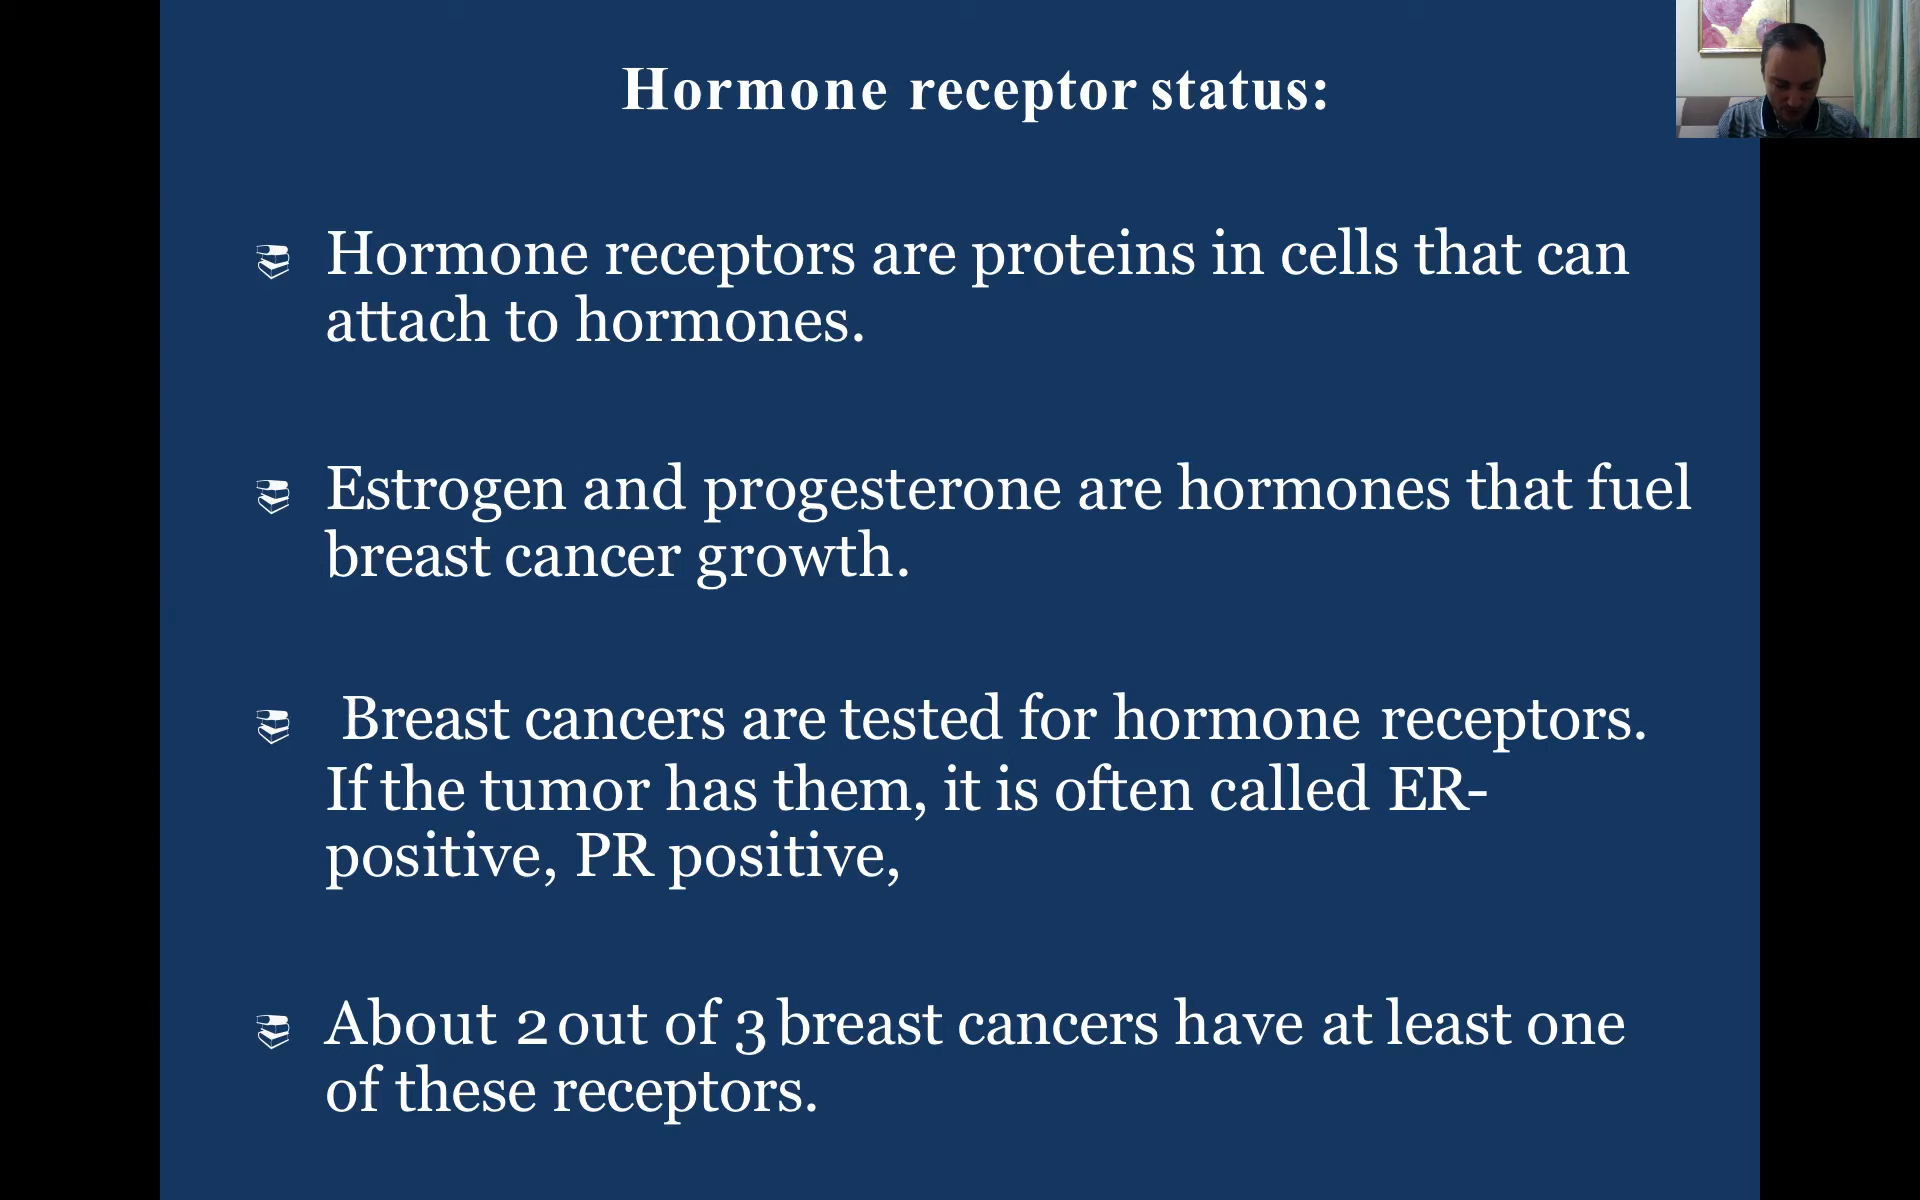 Hormone receptor status:
Hormone receptors are proteins in cells that can
attach to hormones.
Estrogen and progesterone are hormones that fuel
breast cancer growth.
Breast cancers are tested for hormone receptors.
If the tumor has them, it is often called ER-
positive, PR positive,
About 2 out of 3 breast cancers have at least one
of these receptors.